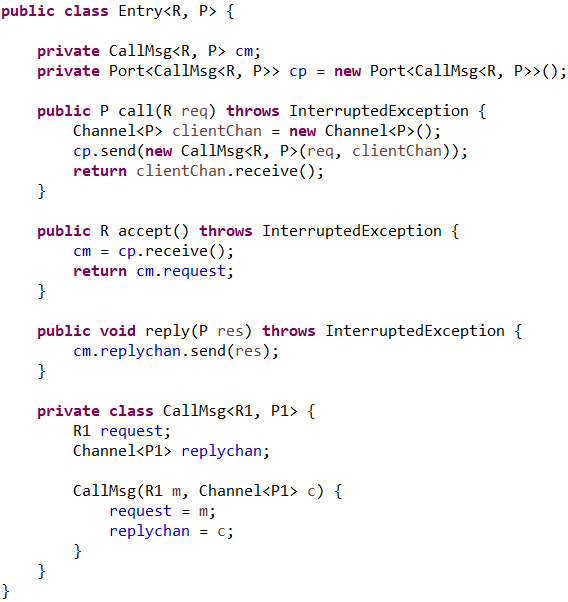 public class Entry<R, P> {
private CallMsg<R, P> cm;
private Port<CallMsg<R, P>> cp = new Port<CallMsg<R, P>>();
public P call(R req) throws InterruptedException {
Channel<P> clientChan = new Channel<P>();
cp.send(new CallMsg<R, P>(req, clientChan));
return clientChan.receive();
}
public R accept() throws InterruptedException {
cm = cp.receive();
return cm.request;
}
public void reply(P res) throws InterruptedException {
cm.replychan.send(res);
}
private class CallMsg<R1, P1> {
R1 request;
Channel<P1> replychan;
CallMsg(R1 m, Channel<P1> c) {
request = m;
replychan = c;
}
}
}